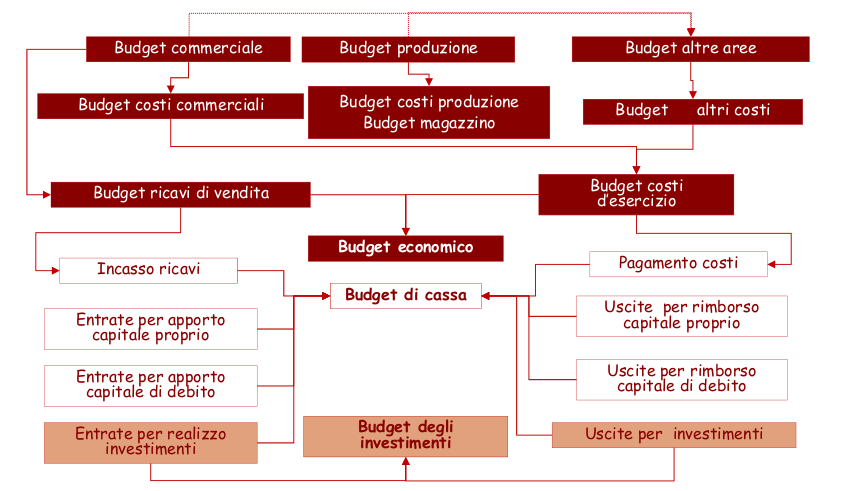 Budget commerciale
Budget produzione
Budget altre aree
Budget costi commerciali
Budget costi produzione
Budget magazzino
Budget altri costi
Budget ricavi di vendita
Budget costi
d'esercizio
Budget economico
Incasso ricavi
Pagamento costi
Budget di cassa
Entrate per apporto
capitale proprio
Uscite per rimborso
capitale proprio
Entrate per apporto
capitale di debito
Uscite per rimborso
capitale di debito
Entrate per realizzo
investimenti
Budget degli
investimenti
Uscite per investimenti